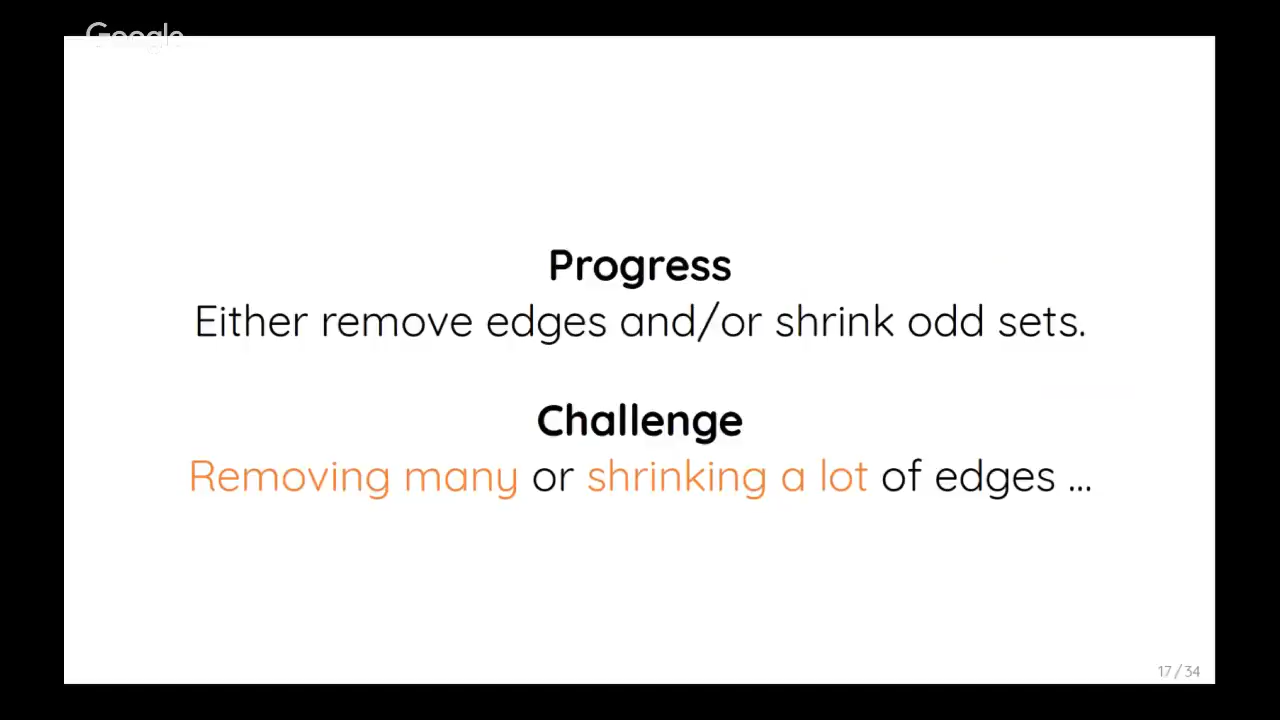 Google
Progress
Either remove edges and/or shrink odd sets.
Challenge
Removing many or shrinking a lot of edges ...
17 / 34